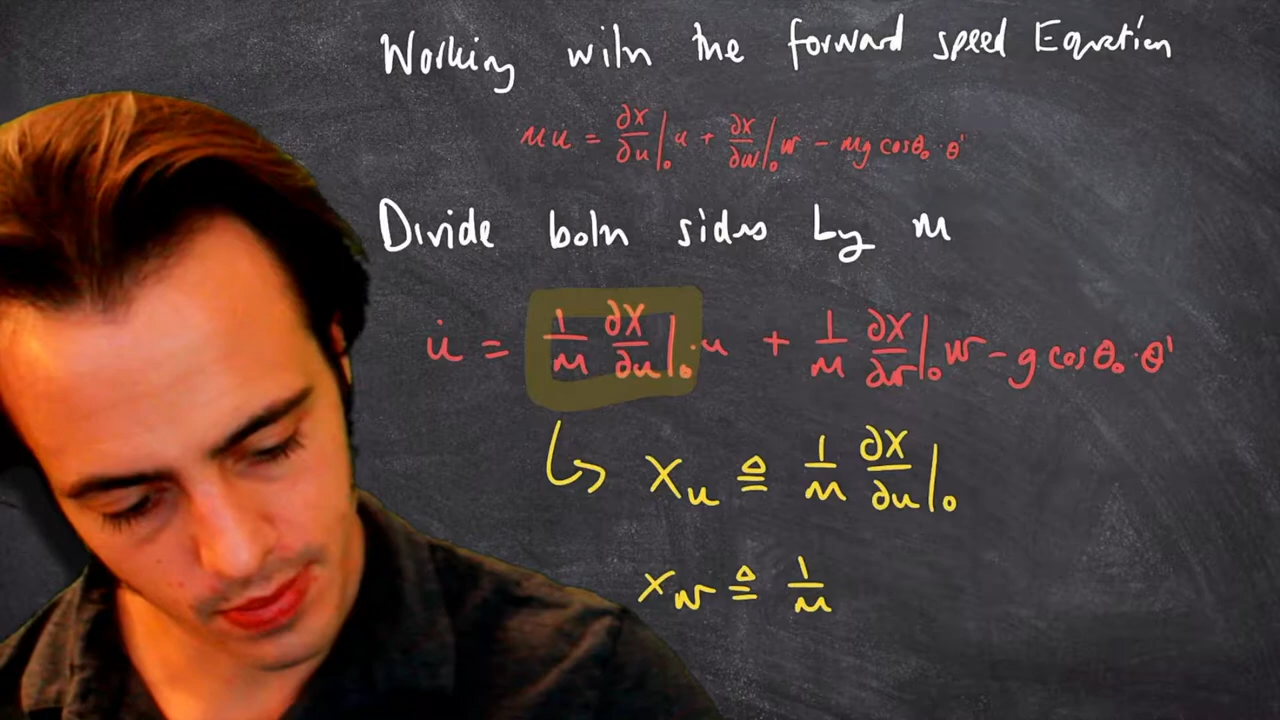 Working with the forward speed Equation
mu̇ = ∂X/∂u|₀ u + ∂X/∂w|₀ w − mg cosθ₀ · θ'
Divide both sides by m
u̇ = 1/m ∂X/∂u|₀ · u + 1/m ∂X/∂w|₀ w − g cosθ₀ · θ'
↳ Xᵤ ≜ 1/m ∂X/∂u|₀
X_w ≜ 1/m